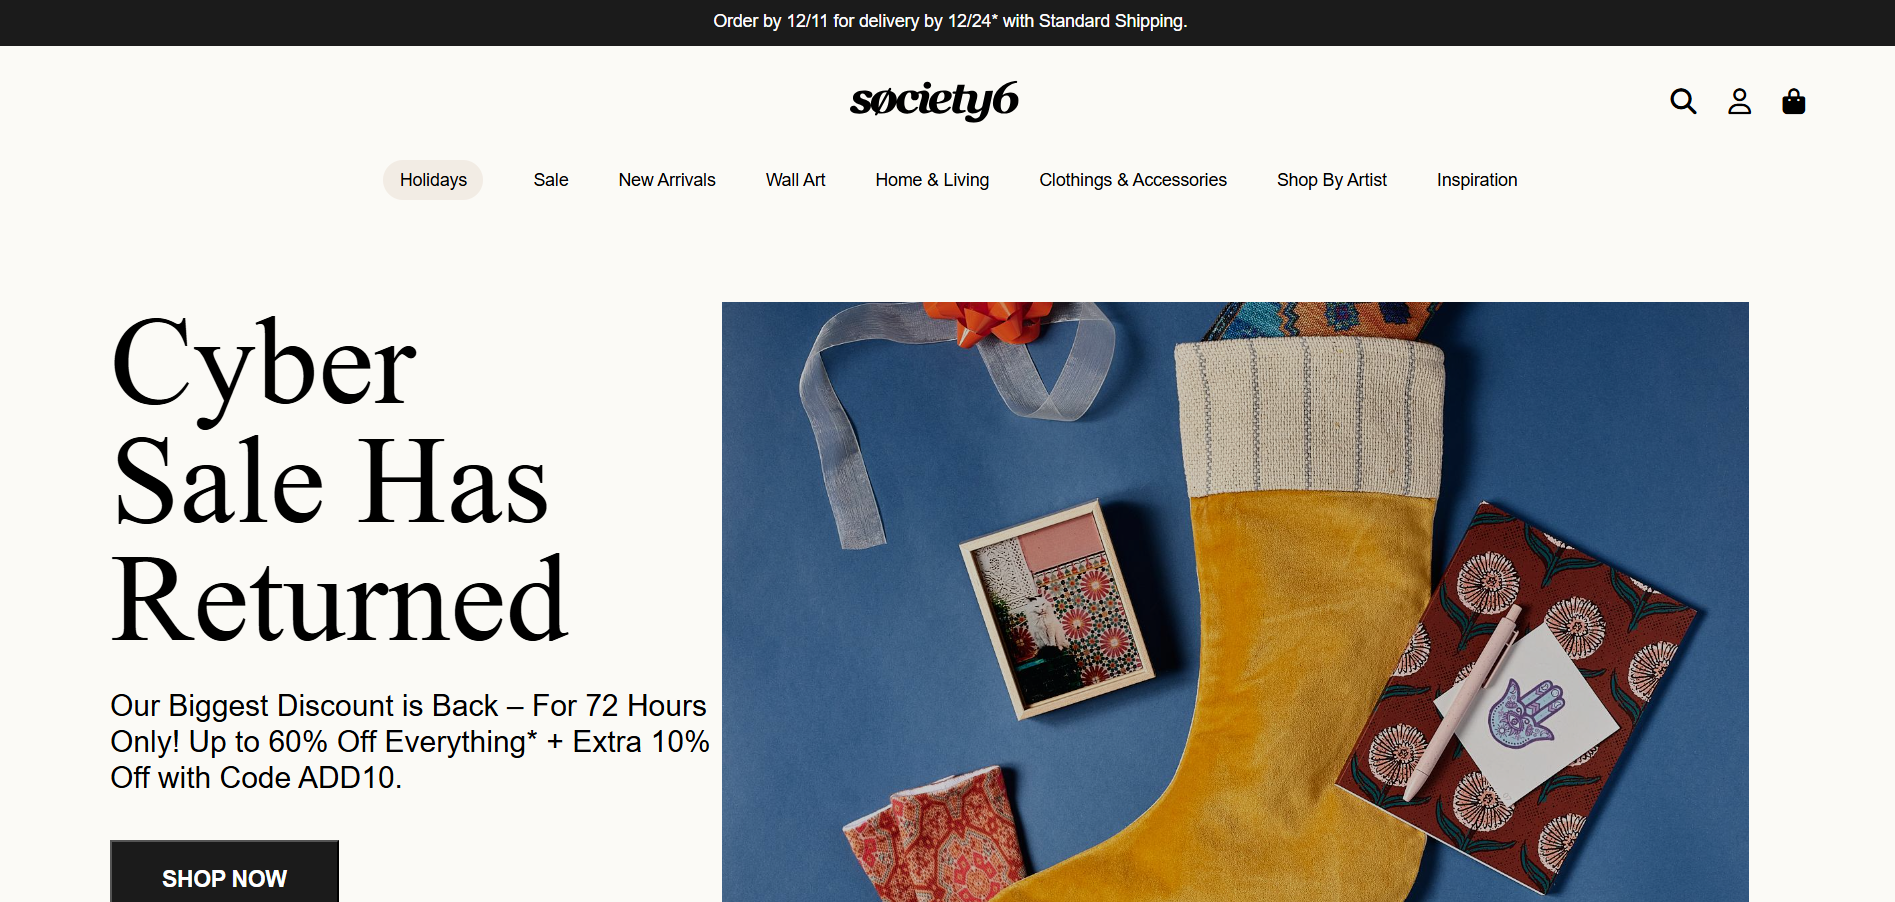 Order by 12/11 for delivery by 12/24* with Standard Shipping.
søciety6
Holidays
Sale
New Arrivals
Wall Art
Home & Living
Clothings & Accessories
Shop By Artist
Inspiration
Cyber
Sale Has
Returned
Our Biggest Discount is Back – For 72 Hours
Only! Up to 60% Off Everything* + Extra 10%
Off with Code ADD10.
SHOP NOW